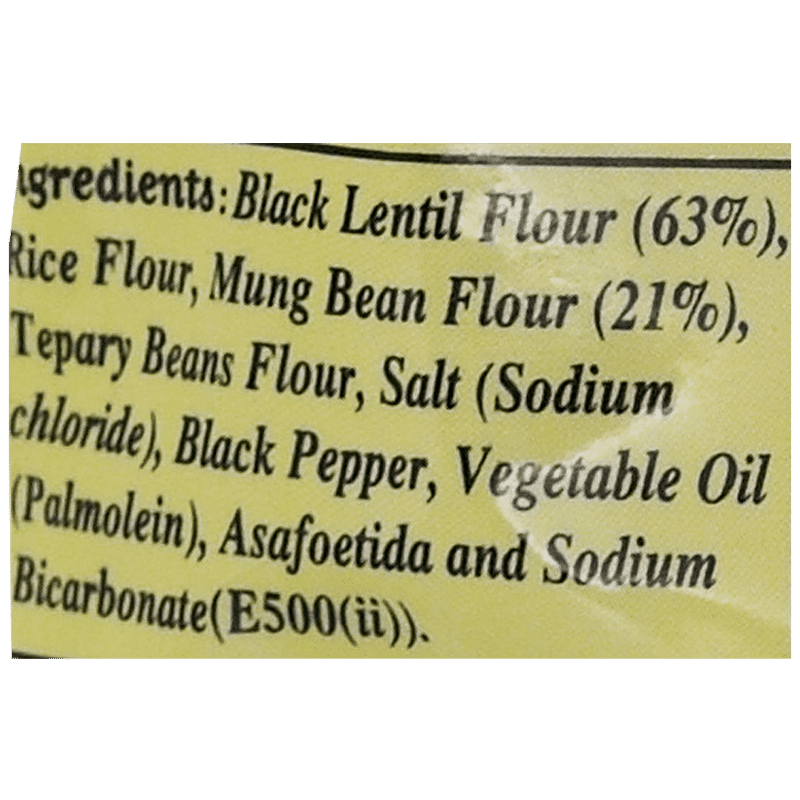 Ingredients: Black Lentil Flour (63%),
Rice Flour, Mung Bean Flour (21%),
Tepary Beans Flour, Salt (Sodium
chloride), Black Pepper, Vegetable Oil
(Palmolein), Asafoetida and Sodium
Bicarbonate(E500(ii)).